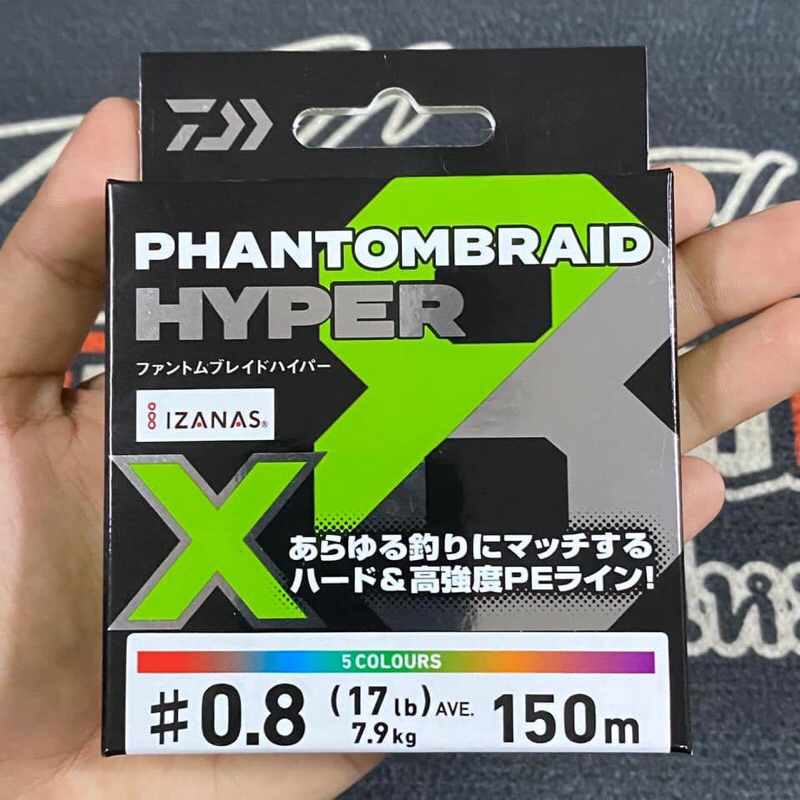 PHANTOMBRAID
HYPER
ファントムブレイドハイパー
IZANAS®
X8
あらゆる釣りにマッチする
ハード&高強度PEライン!
5 COLOURS
#0.8 (17 lb) AVE. 150m
7.9kg